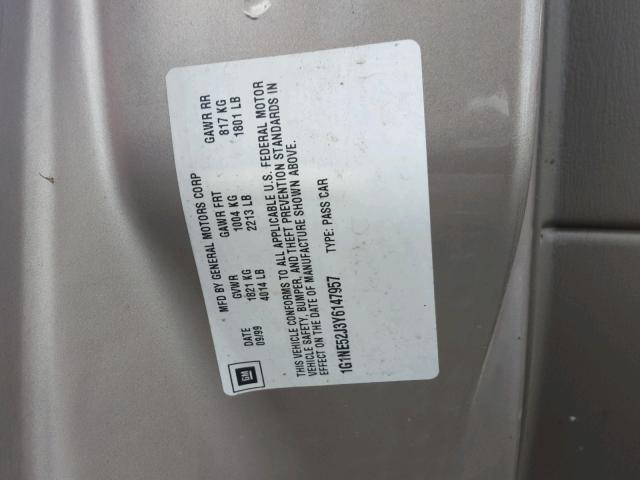 MFD BY GENERAL MOTORS CORP
DATE GVWR GAWR FRT GAWR RR
09/99 1821 KG 1004 KG 817 KG
4014 LB 2213 LB 1801 LB
THIS VEHICLE CONFORMS TO ALL APPLICABLE U.S. FEDERAL MOTOR
VEHICLE SAFETY, BUMPER, AND THEFT PREVENTION STANDARDS IN
EFFECT ON THE DATE OF MANUFACTURE SHOWN ABOVE.
1G1NE52J3Y6147957 TYPE: PASS CAR
GM